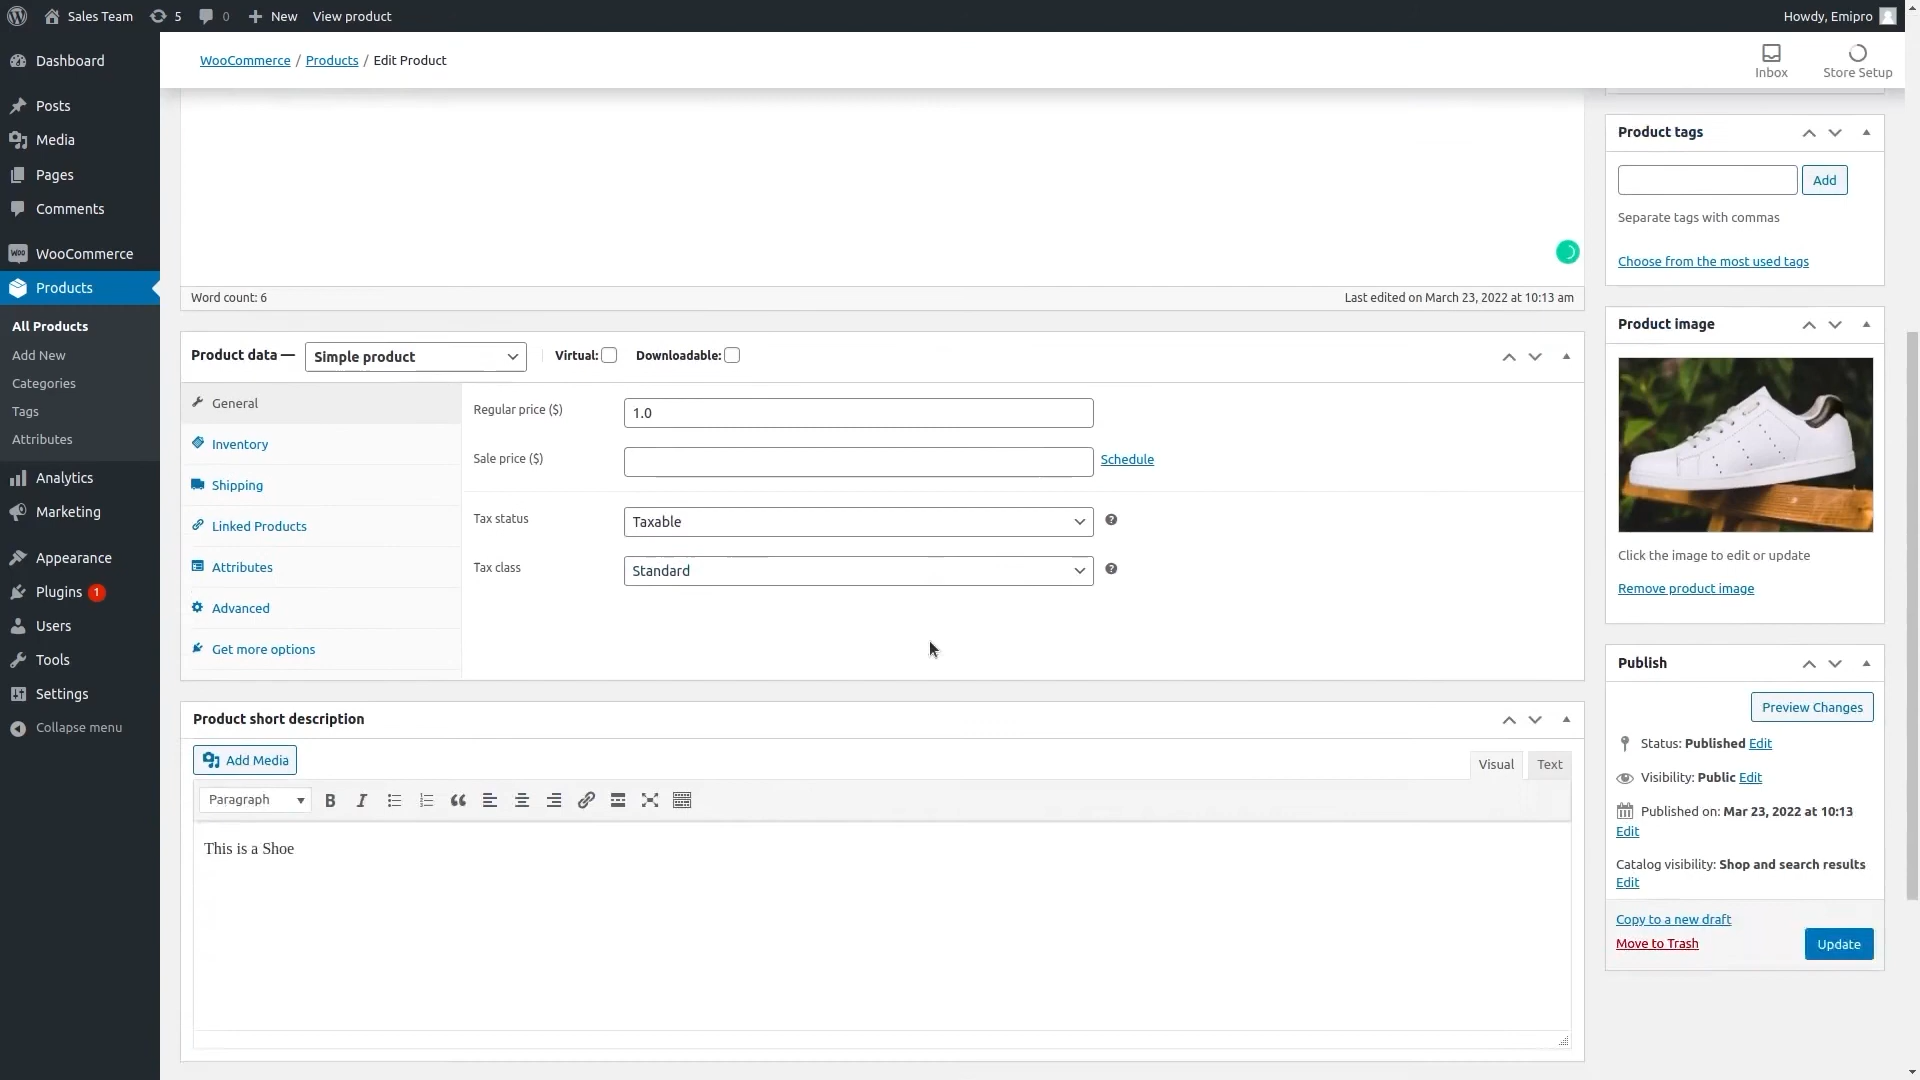 Sales Team
5
0
New
View product
Howdy, Emipro
Dashboard
Posts
Media
Pages
Comments
WooCommerce
Products
All Products
Add New
Categories
Tags
Attributes
Analytics
Marketing
Appearance
Plugins 1
Users
Tools
Settings
Collapse menu
WooCommerce / Products / Edit Product
Inbox
Store Setup
Word count: 6
Last edited on March 23, 2022 at 10:13 am
Product data — Simple product
Virtual:
Downloadable:
General
Inventory
Shipping
Linked Products
Attributes
Advanced
Get more options
Regular price ($)
1.0
Sale price ($)
Schedule
Tax status
Taxable
Tax class
Standard
Product short description
Add Media
Visual
Text
Paragraph
This is a Shoe
Product tags
Add
Separate tags with commas
Choose from the most used tags
Product image
Click the image to edit or update
Remove product image
Publish
Preview Changes
Status: Published Edit
Visibility: Public Edit
Published on: Mar 23, 2022 at 10:13
Edit
Catalog visibility: Shop and search results
Edit
Copy to a new draft
Move to Trash
Update